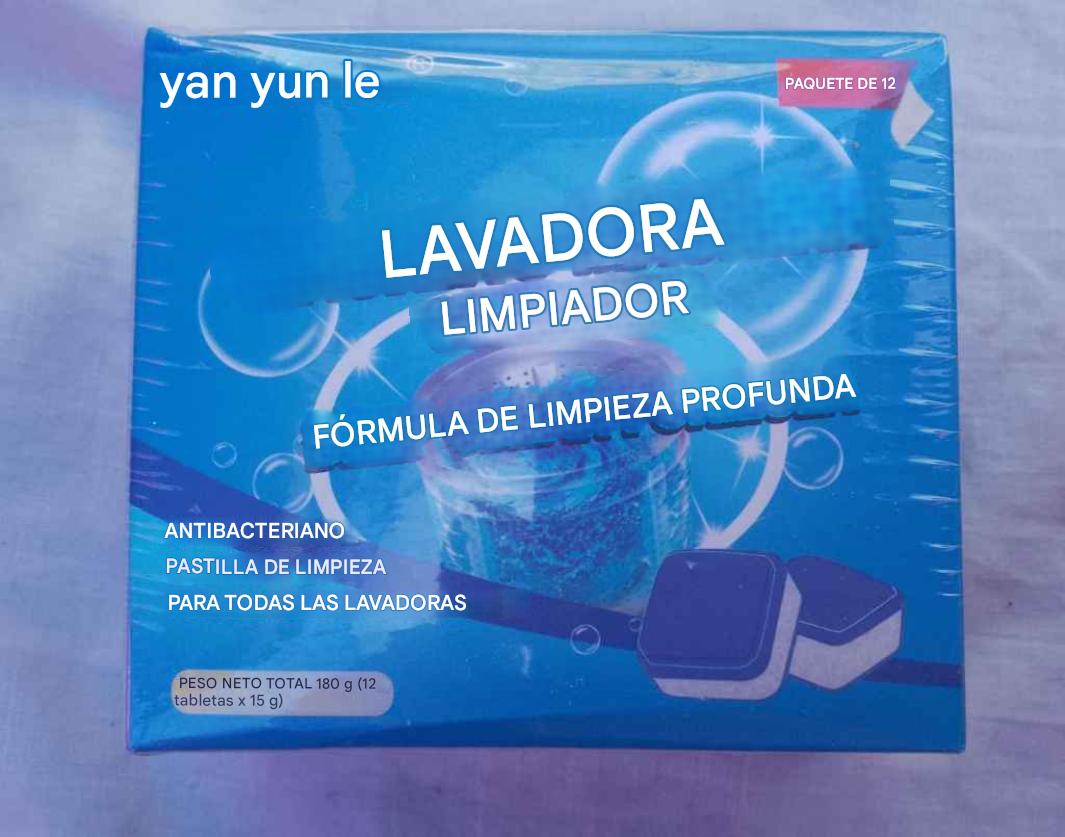 yan yun le
PAQUETE DE 12
LAVADORA
LIMPIADOR
FÓRMULA DE LIMPIEZA PROFUNDA
ANTIBACTERIANO
PASTILLA DE LIMPIEZA
PARA TODAS LAS LAVADORAS
PESO NETO TOTAL 180 g (12
tabletas x 15 g)